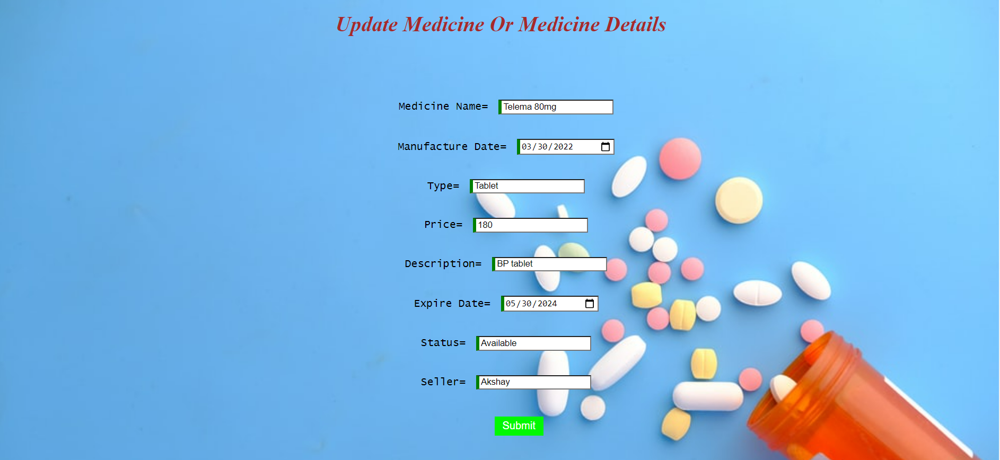 Update Medicine Or Medicine Details
Medicine Name= Telema 80mg
Manufacture Date= 03/30/2022
Type= Tablet
Price= 180
Description= BP tablet
Expire Date= 05/30/2024
Status= Available
Seller= Akshay
Submit